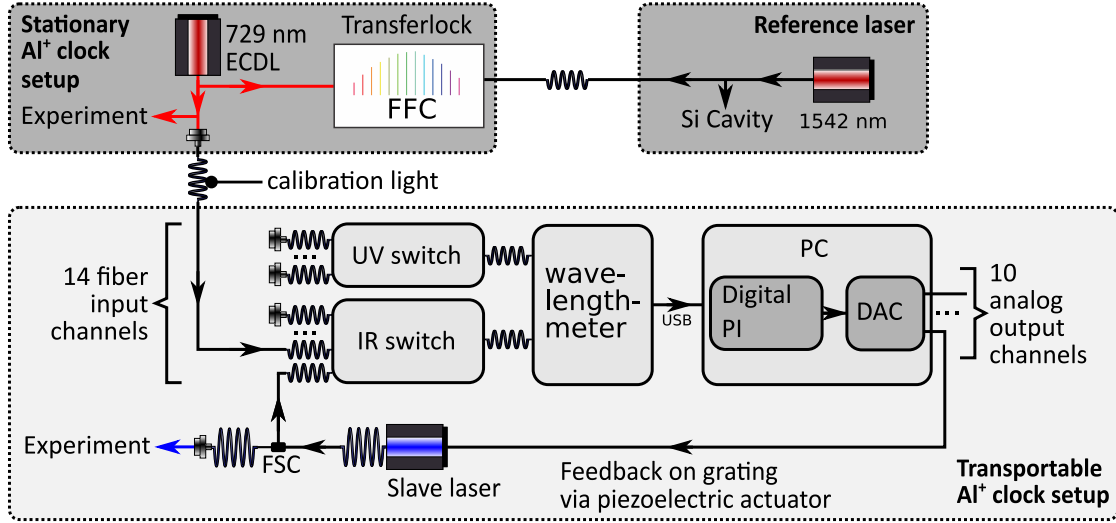 Stationary
Al⁺ clock
setup
729 nm
ECDL
Transferlock
FFC
Experiment
Reference laser
Si Cavity
1542 nm
calibration light
14 fiber
input
channels
...
UV switch
...
IR switch
wave-
length-
meter
USB
PC
Digital
PI
DAC
...
10
analog
output
channels
Experiment
FSC
Slave laser
Feedback on grating
via piezoelectric actuator
Transportable
Al⁺ clock setup